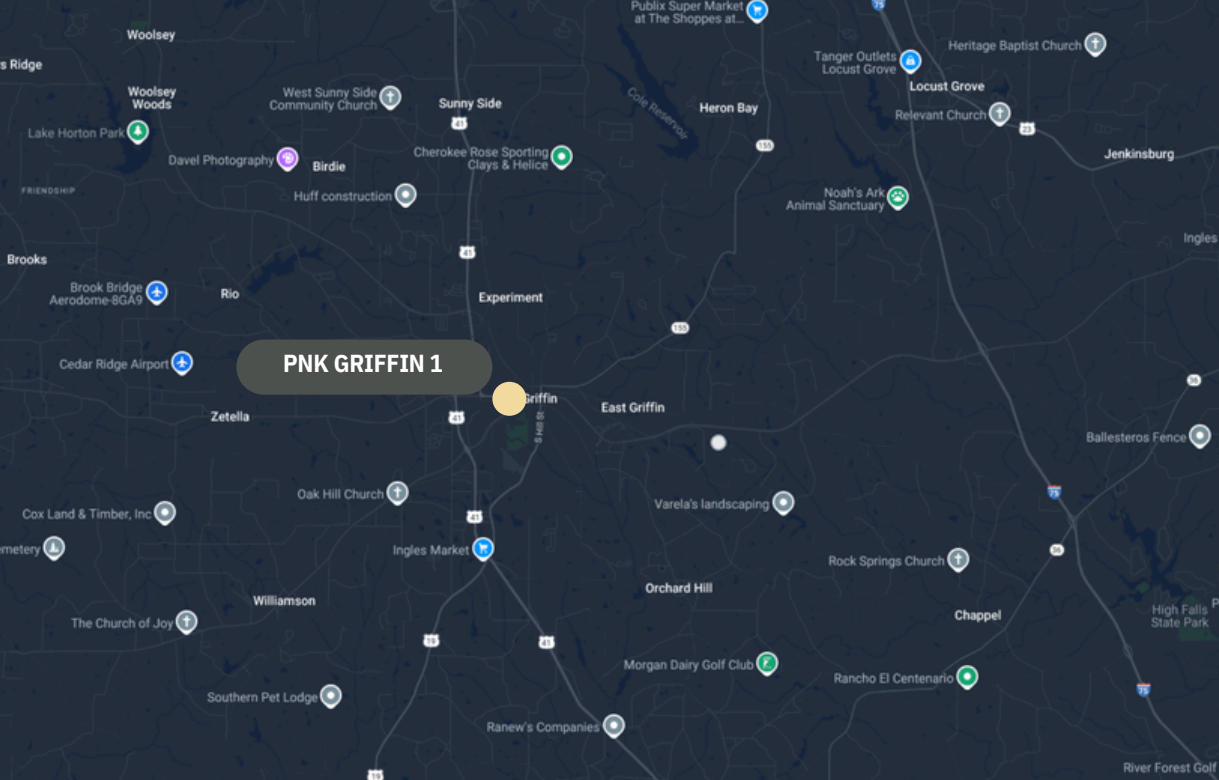 Publix Super Market
at The Shoppes at...
75
Woolsey
Heritage Baptist Church
Tanger Outlets
Locust Grove
s Ridge
Woolsey
Woods
West Sunny Side
Community Church
Sunny Side
Cole Reservoir
Heron Bay
Locust Grove
Relevant Church
41
23
Lake Horton Park
155
Davel Photography
Birdie
Cherokee Rose Sporting
Clays & Helice
Jenkinsburg
FRIENDSHIP
Huff construction
Noah's Ark
Animal Sanctuary
Ingles
41
Brooks
Brook Bridge
Aerodome-8GA9
Rio
Experiment
155
PNK GRIFFIN 1
Cedar Ridge Airport
36
Griffin
East Griffin
Zetella
41
S Hill St
Ballesteros Fence
Oak Hill Church
75
Varela's landscaping
Cox Land & Timber, Inc
41
emetery
Ingles Market
36
Rock Springs Church
Orchard Hill
Williamson
Chappel
High Falls
State Park
P
The Church of Joy
19
41
Morgan Dairy Golf Club
Rancho El Centenario
75
Southern Pet Lodge
Ranew's Companies
River Forest Golf
19